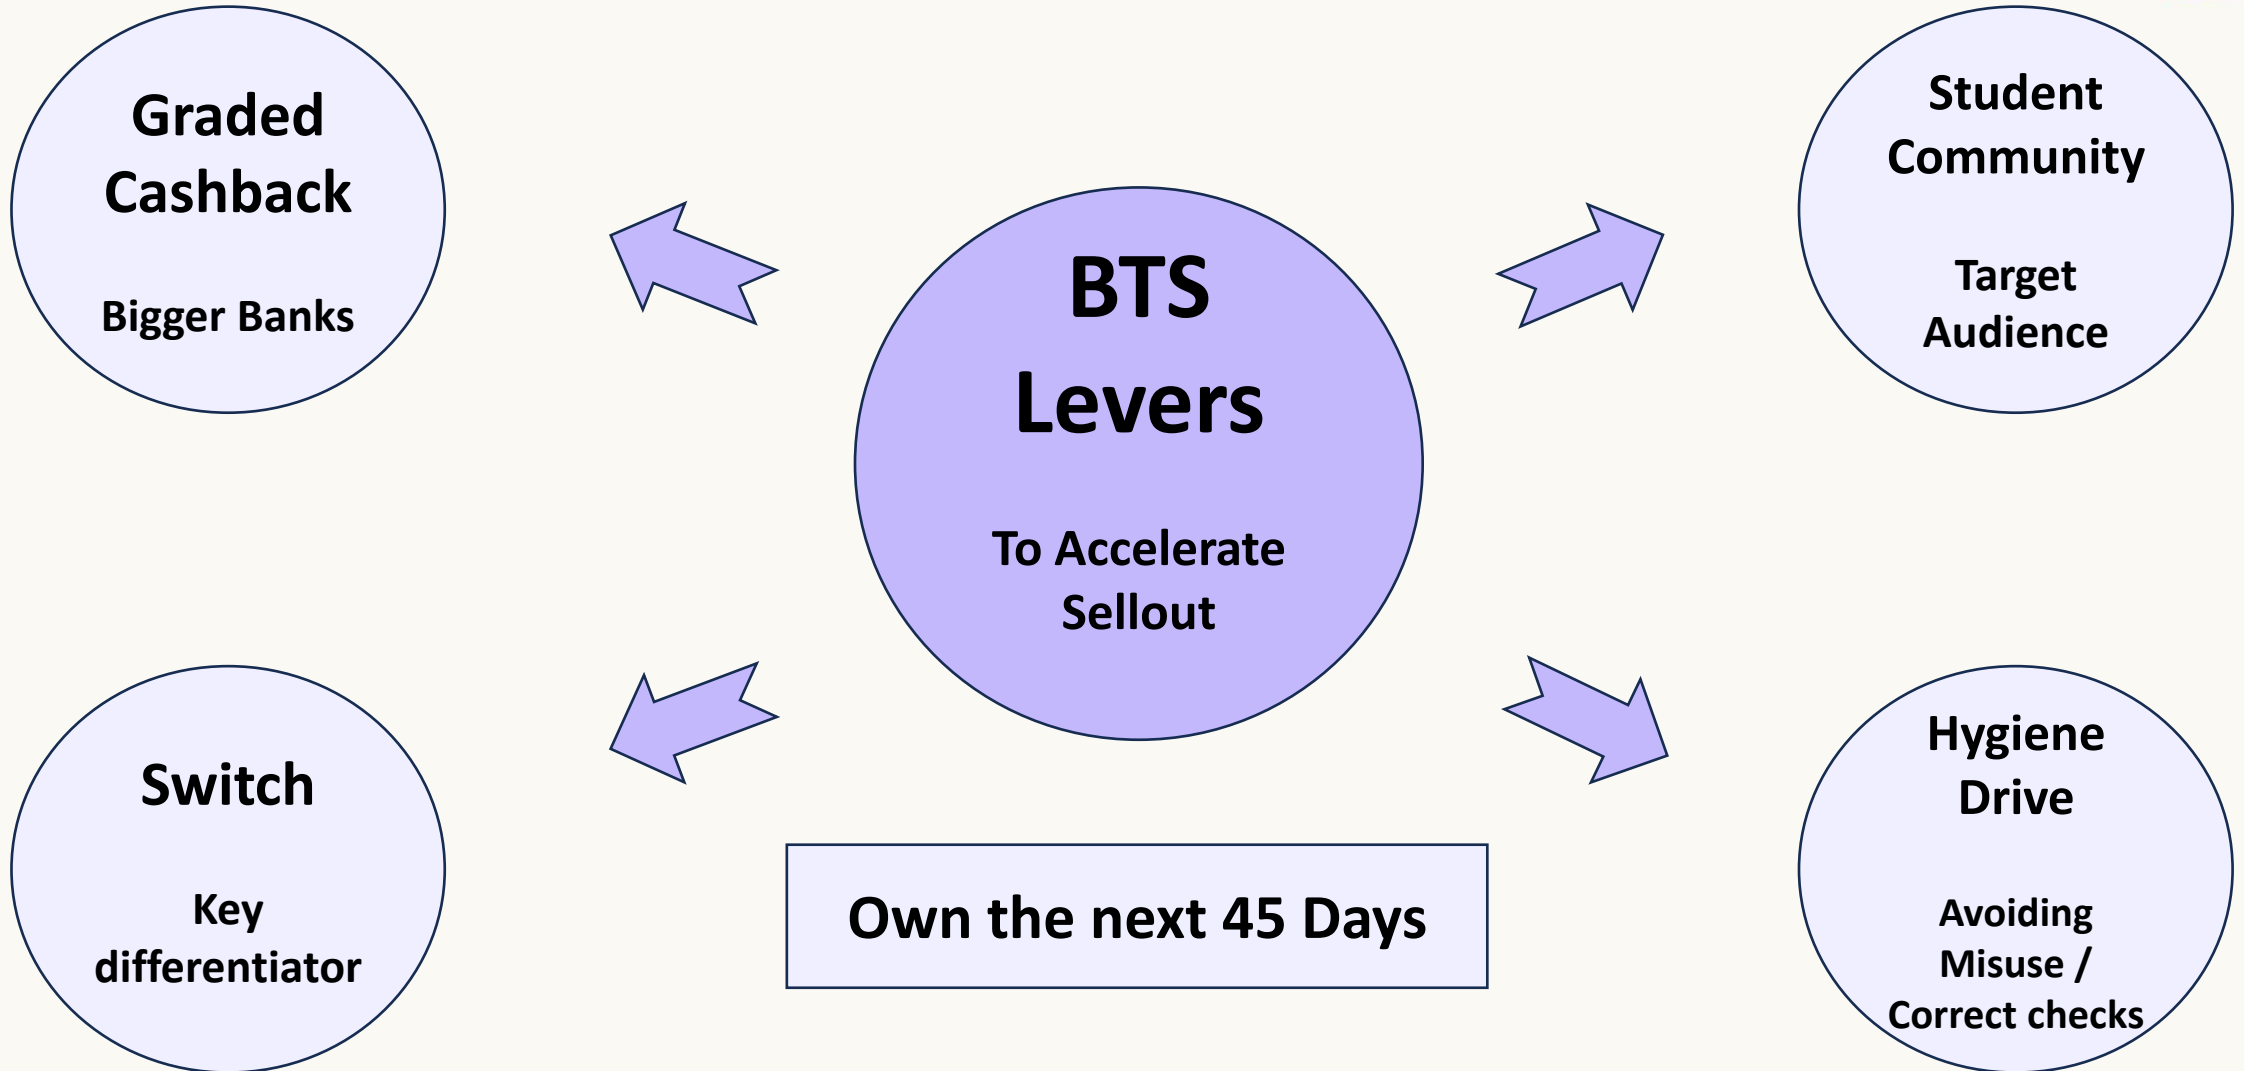 Graded
Cashback
Bigger Banks
Student
Community
Target
Audience
BTS
Levers
To Accelerate
Sellout
Switch
Key
differentiator
Hygiene
Drive
Avoiding
Misuse /
Correct checks
Own the next 45 Days